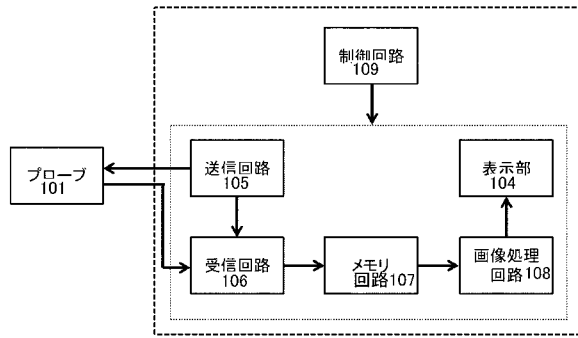 制御回路
109
プローブ
101
送信回路
105
表示部
104
受信回路
106
メモリ
回路107
画像処理
回路108